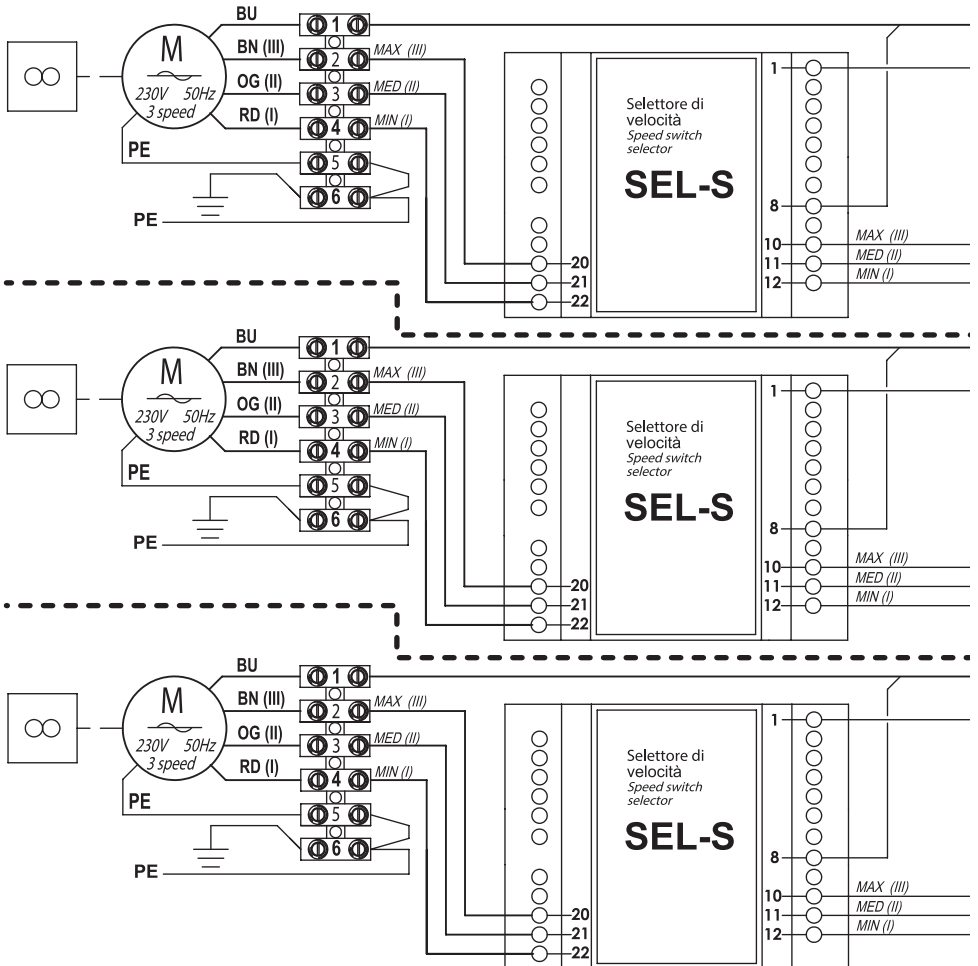 BU
BN (III)
OG (II)
RD (I)
PE
PE
M
230V 50Hz
3 speed
1
2
3
4
5
6
MAX (III)
MED (II)
MIN (I)
Selettore di
velocità
Speed switch
selector
SEL-S
20
21
22
1
8
10
11
12
MAX (III)
MED (II)
MIN (I)
BU
BN (III)
OG (II)
RD (I)
PE
PE
M
230V 50Hz
3 speed
1
2
3
4
5
6
MAX (III)
MED (II)
MIN (I)
Selettore di
velocità
Speed switch
selector
SEL-S
20
21
22
1
8
10
11
12
MAX (III)
MED (II)
MIN (I)
BU
BN (III)
OG (II)
RD (I)
PE
PE
M
230V 50Hz
3 speed
1
2
3
4
5
6
MAX (III)
MED (II)
MIN (I)
Selettore di
velocità
Speed switch
selector
SEL-S
20
21
22
1
8
10
11
12
MAX (III)
MED (II)
MIN (I)